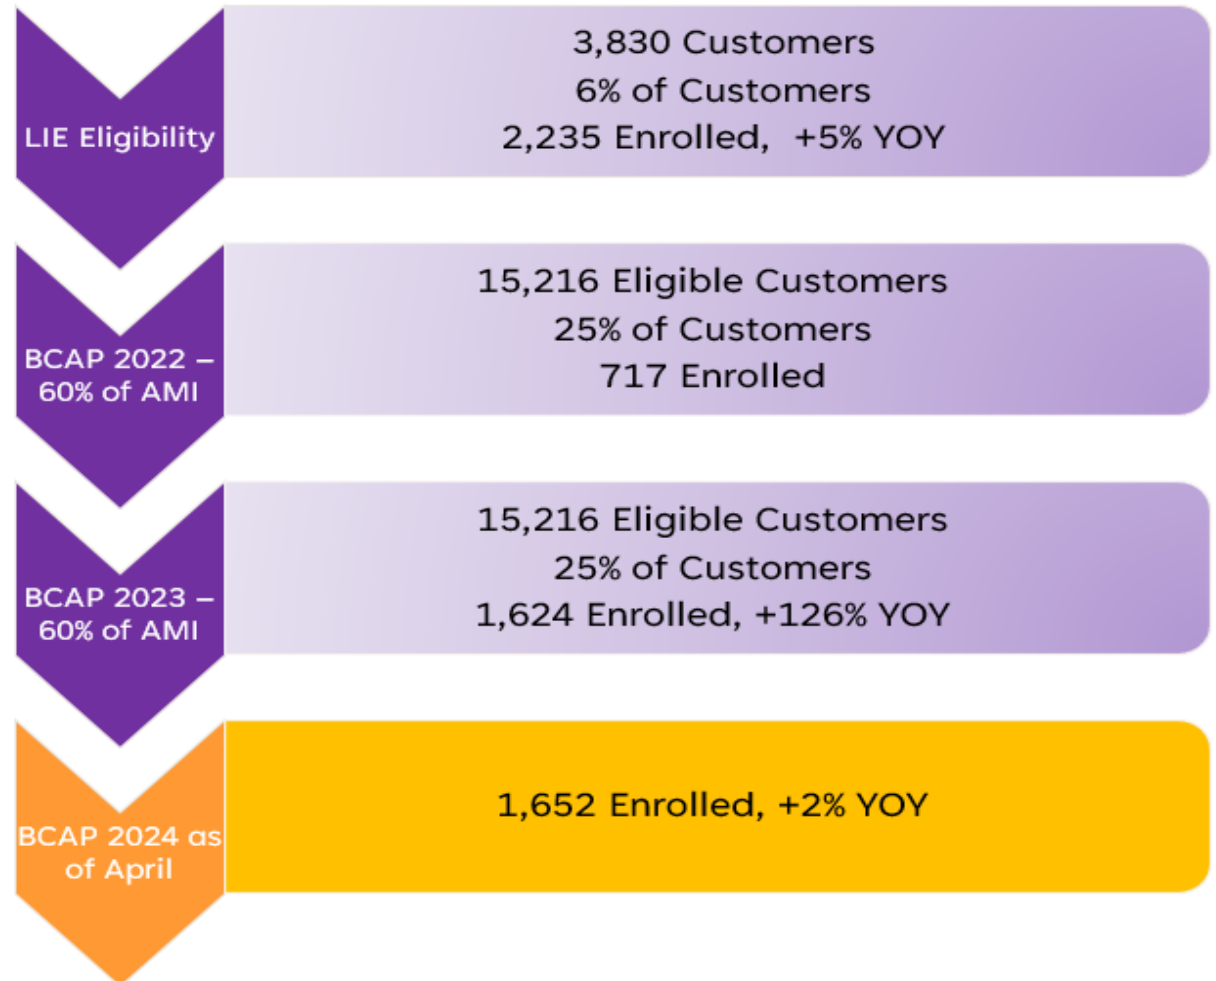 LIE Eligibility
3,830 Customers
6% of Customers
2,235 Enrolled,  +5% YOY
BCAP 2022 –
60% of AMI
15,216 Eligible Customers
25% of Customers
717 Enrolled
BCAP 2023 –
60% of AMI
15,216 Eligible Customers
25% of Customers
1,624 Enrolled, +126% YOY
BCAP 2024 as
of April
1,652 Enrolled, +2% YOY